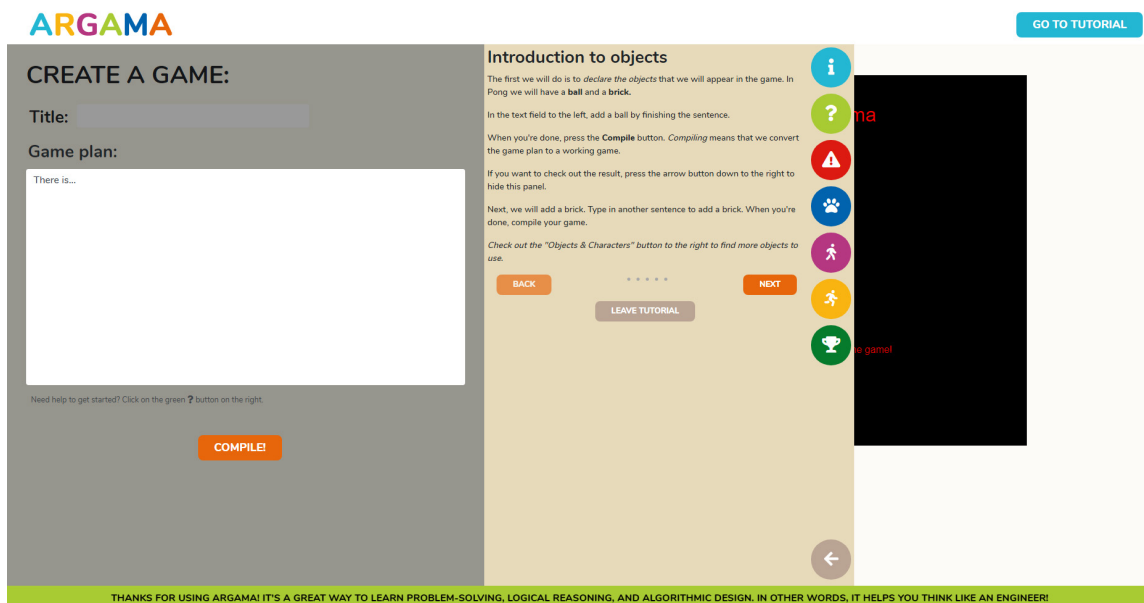 ARGAMA
GO TO TUTORIAL
CREATE A GAME:
Title:
Game plan:
There is...
Need help to get started? Click on the green ? button on the right.
COMPILE!
Introduction to objects
The first we will do is to declare the objects that we will appear in the game. In
Pong we will have a ball and a brick.
In the text field to the left, add a ball by finishing the sentence.
When you're done, press the Compile button. Compiling means that we convert
the game plan to a working game.
If you want to check out the result, press the arrow button down to the right to
hide this panel.
Next, we will add a brick. Type in another sentence to add a brick. When you're
done, compile your game.
Check out the "Objects & Characters" button to the right to find more objects to
use.
BACK
NEXT
LEAVE TUTORIAL
ma
e game!
THANKS FOR USING ARGAMA! IT'S A GREAT WAY TO LEARN PROBLEM-SOLVING, LOGICAL REASONING, AND ALGORITHMIC DESIGN. IN OTHER WORDS, IT HELPS YOU THINK LIKE AN ENGINEER!